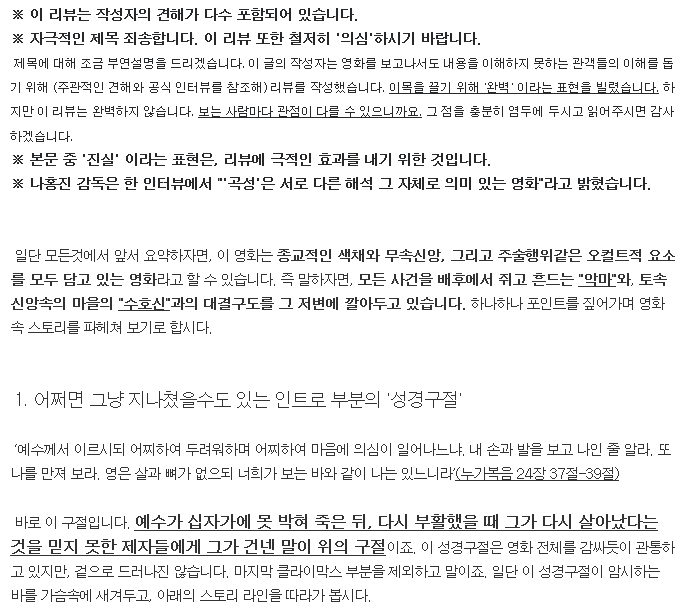 ※ 이 리뷰는 작성자의 견해가 다수 포함되어 있습니다.
※ 자극적인 제목 죄송합니다. 이 리뷰 또한 철저히 '의심'하시기 바랍니다.
제목에 대해 조금 부연설명을 드리겠습니다. 이 글의 작성자는 영화를 보고나서도 내용을 이해하지 못하는 관객들의 이해를 돕
기 위해 (주관적인 견해와 공식 인터뷰를 참조해) 리뷰를 작성했습니다. 이목을 끌기 위해 '완벽' 이라는 표현을 빌렸습니다. 하
지만 이 리뷰는 완벽하지 않습니다. 보는 사람마다 관점이 다를 수 있으니까요. 그 점을 충분히 염두에 두시고 읽어주시면 감사
하겠습니다.
※ 본문 중 '진실' 이라는 표현은, 리뷰에 극적인 효과를 내기 위한 것입니다.
※ 나홍진 감독은 한 인터뷰에서 "'곡성'은 서로 다른 해석 그 자체로 의미 있는 영화"라고 밝혔습니다.
일단 모든것에서 앞서 요약하자면, 이 영화는 종교적인 색채와 무속신앙, 그리고 주술행위같은 오컬트적 요소
를 모두 담고 있는 영화라고 할 수 있습니다. 즉 말하자면, 모든 사건을 배후에서 쥐고 흔드는 "악마"와, 토속
신앙속의 마을의 "수호신"과의 대결구도를 그 저변에 깔아두고 있습니다. 하나하나 포인트를 짚어가며 영화
속 스토리를 파헤쳐 보기로 합시다.
1. 어쩌면 그냥 지나쳤을수도 있는 인트로 부분의 '성경구절'
'예수께서 이르시되 어찌하여 두려워하며 어찌하여 마음에 의심이 일어나느냐. 내 손과 발을 보고 나인 줄 알라. 또
나를 만져 보라. 영은 살과 뼈가 없으되 너희가 보는 바와 같이 나는 있느니라'(누가복음 24장 37절-39절)
바로 이 구절입니다. 예수가 십자가에 못 박혀 죽은 뒤, 다시 부활했을 때 그가 다시 살아났다는
것을 믿지 못한 제자들에게 그가 건넨 말이 위의 구절이죠. 이 성경구절은 영화 전체를 감싸듯이 관통하
고 있지만, 겉으로 드러나진 않습니다. 마지막 클라이막스 부분을 제외하고 말이죠. 일단 이 성경구절이 암시하는
바를 가슴속에 새겨두고, 아래의 스토리 라인을 따라가 봅시다.